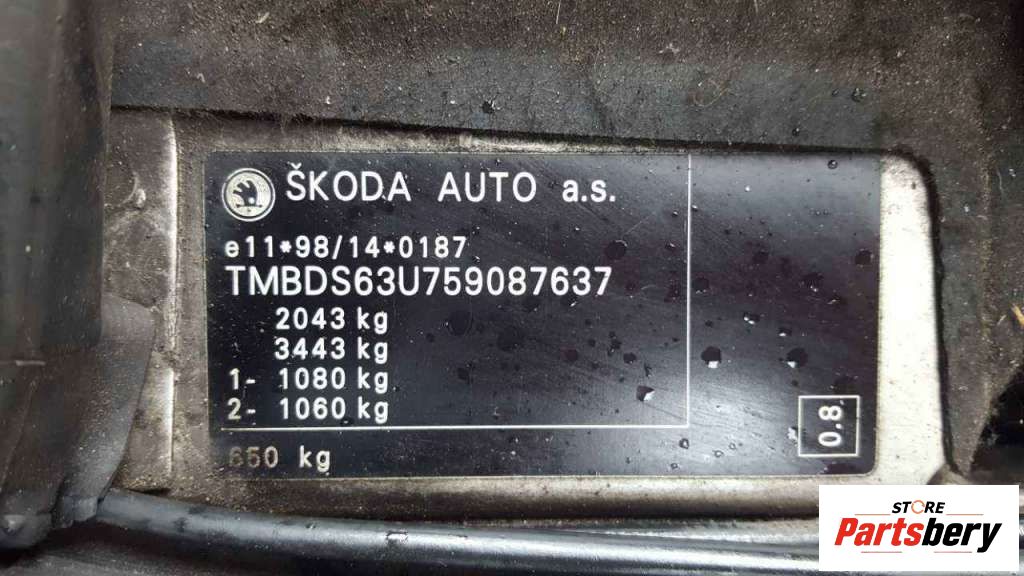 ŠKODA AUTO a.s.
e11*98/14*0187
TMBDS63U759087637
2043 kg
3443 kg
1- 1080 kg
2- 1060 kg
650 kg
0.8
STORE
Partsbery